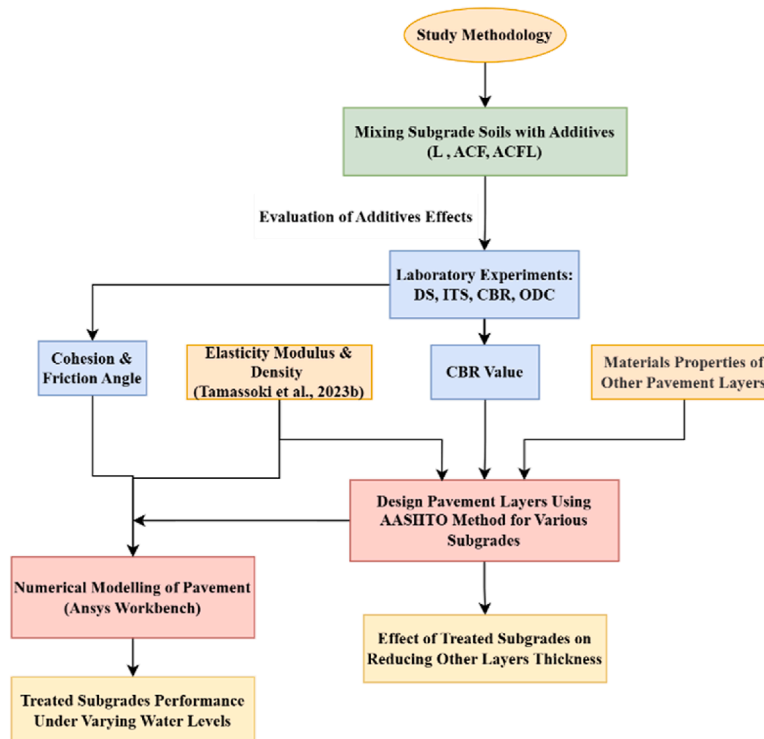 Study Methodology
Mixing Subgrade Soils with Additives
(L , ACF, ACFL)
Evaluation of Additives Effects
Laboratory Experiments:
DS, ITS, CBR, ODC
Cohesion &
Friction Angle
Elasticity Modulus &
Density
(Tamassoki et al., 2023b)
CBR Value
Materials Properties of
Other Pavement Layers
Design Pavement Layers Using
AASHTO Method for Various
Subgrades
Numerical Modelling of Pavement
(Ansys Workbench)
Effect of Treated Subgrades on
Reducing Other Layers Thickness
Treated Subgrades Performance
Under Varying Water Levels